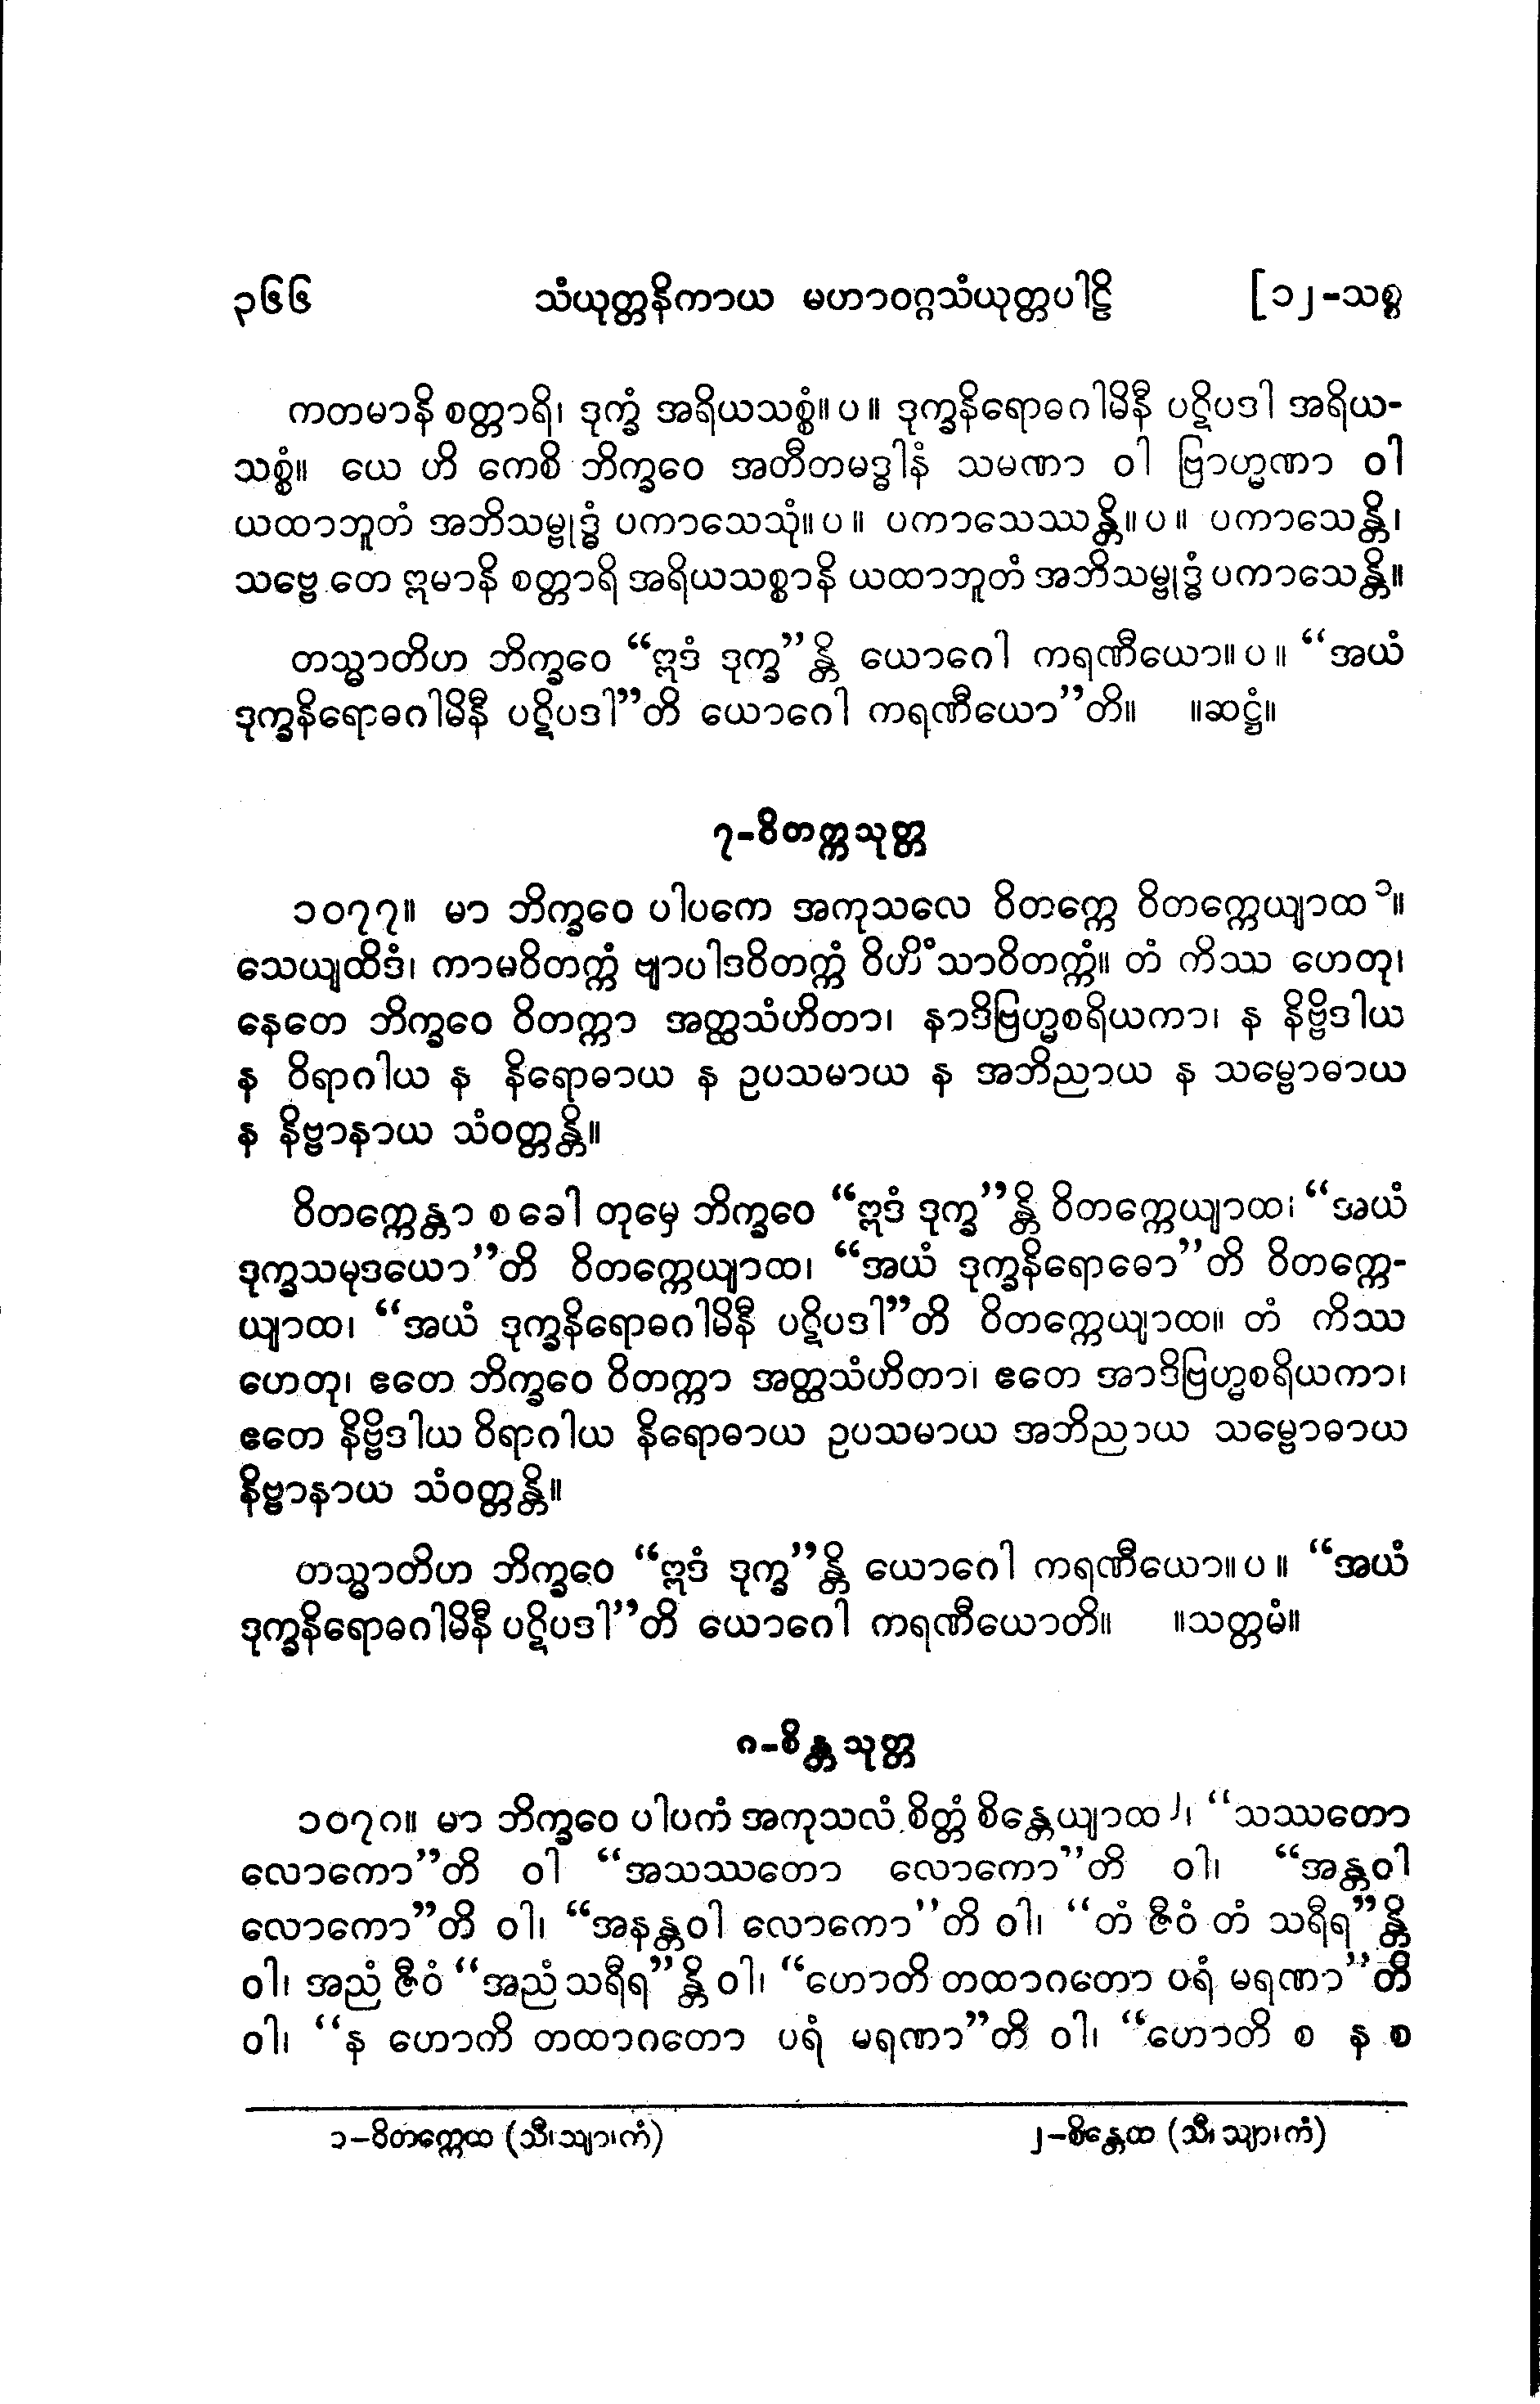 ၃၆၆ သံယုတ္တနိကာယ မဟာဝဂ္ဂသံယုတ္တပါဠိ [၁၂-သစ္စ
ကတမာနိ စတ္တာရိ၊ ဒုက္ခံ အရိယသစ္စံ။ ပ ။ ဒုက္ခနိရောဓဂါမိနီ ပဋိပဒါ အရိယ-
သစ္စံ။ ယေ ဟိ ကေစိ ဘိက္ခဝေ အတီတမဒ္ဓါနံ သမဏာ ဝါ ဗြာဟ္မဏာ ဝါ
ယထာဘူတံ အဘိသမ္ဗုဒ္ဓံ ပကာသေသုံ။ ပ ။ ပကာသေဿန္တိ။ ပ ။ ပကာသေန္တိ၊
သဗ္ဗေ တေ ဣမာနိ စတ္တာရိ အရိယသစ္စာနိ ယထာဘူတံ အဘိသမ္ဗုဒ္ဓံ ပကာသေန္တိ။
တသ္မာတိဟ ဘိက္ခဝေ “ဣဒံ ဒုက္ခ”န္တိ ယောဂေါ ကရဏီယော။ ပ ။ “အယံ
ဒုက္ခနိရောဓဂါမိနီ ပဋိပဒါ”တိ ယောဂေါ ကရဏီယော”တိ။ ။ဆဋ္ဌံ။
၇-ဝိတက္ကသုတ္တ
၁၀၇၇။ မာ ဘိက္ခဝေ ပါပကေ အကုသလေ ဝိတက္ကေ ဝိတက္ကေယျာထ ၁။
သေယျထိဒံ၊ ကာမဝိတက္ကံ ဗျာပါဒဝိတက္ကံ ဝိဟိံသာဝိတက္ကံ။ တံ ကိဿ ဟေတု၊
နေတေ ဘိက္ခဝေ ဝိတက္ကာ အတ္ထသံဟိတာ၊ နာဒိဗြဟ္မစရိယကာ၊ န နိဗ္ဗိဒါယ
န ဝိရာဂါယ န နိရောဓာယ န ဥပသမာယ န အဘိညာယ န သမ္ဗောဓာယ
န နိဗ္ဗာနာယ သံဝတ္တန္တိ။
ဝိတက္ကေန္တာ စ ခေါ တုမှေ ဘိက္ခဝေ “ဣဒံ ဒုက္ခ”န္တိ ဝိတက္ကေယျာထ၊ “အယံ
ဒုက္ခသမုဒယော”တိ ဝိတက္ကေယျာထ၊ “အယံ ဒုက္ခနိရောဓော”တိ ဝိတက္ကေ-
ယျာထ၊ “အယံ ဒုက္ခနိရောဓဂါမိနီ ပဋိပဒါ”တိ ဝိတက္ကေယျာထ။ တံ ကိဿ
ဟေတု၊ ဧတေ ဘိက္ခဝေ ဝိတက္ကာ အတ္ထသံဟိတာ၊ ဧတေ အာဒိဗြဟ္မစရိယကာ၊
ဧတေ နိဗ္ဗိဒါယ ဝိရာဂါယ နိရောဓာယ ဥပသမာယ အဘိညာယ သမ္ဗောဓာယ
နိဗ္ဗာနာယ သံဝတ္တန္တိ။
တသ္မာတိဟ ဘိက္ခဝေ “ဣဒံ ဒုက္ခ”န္တိ ယောဂေါ ကရဏီယော။ ပ ။ “အယံ
ဒုက္ခနိရောဓဂါမိနီ ပဋိပဒါ”တိ ယောဂေါ ကရဏီယောတိ။ ။သတ္တမံ။
၈-စိန္တသုတ္တ
၁၀၇၈။ မာ ဘိက္ခဝေ ပါပကံ အကုသလံ စိတ္တံ စိန္တေယျာထ ၂၊ “သဿတော
လောကော”တိ ဝါ “အသဿတော လောကော”တိ ဝါ၊ “အန္တဝါ
လောကော”တိ ဝါ၊ “အနန္တဝါ လောကော”တိ ဝါ၊ “တံ ဇီဝံ တံ သရီရ”န္တိ
ဝါ၊ အညံ ဇီဝံ “အညံ သရီရ”န္တိ ဝါ၊ “ဟောတိ တထာဂတော ပရံ မရဏာ”တိ
ဝါ၊ “န ဟောကိ တထာဂတော ပရံ မရဏာ”တိ ဝါ၊ “ဟောတိ စ န စ
၁-ဝိတက္ကေထ (သီ၊သျာ၊ကံ) ၂-စိန္တေထ (သီ၊သျာ၊ကံ)